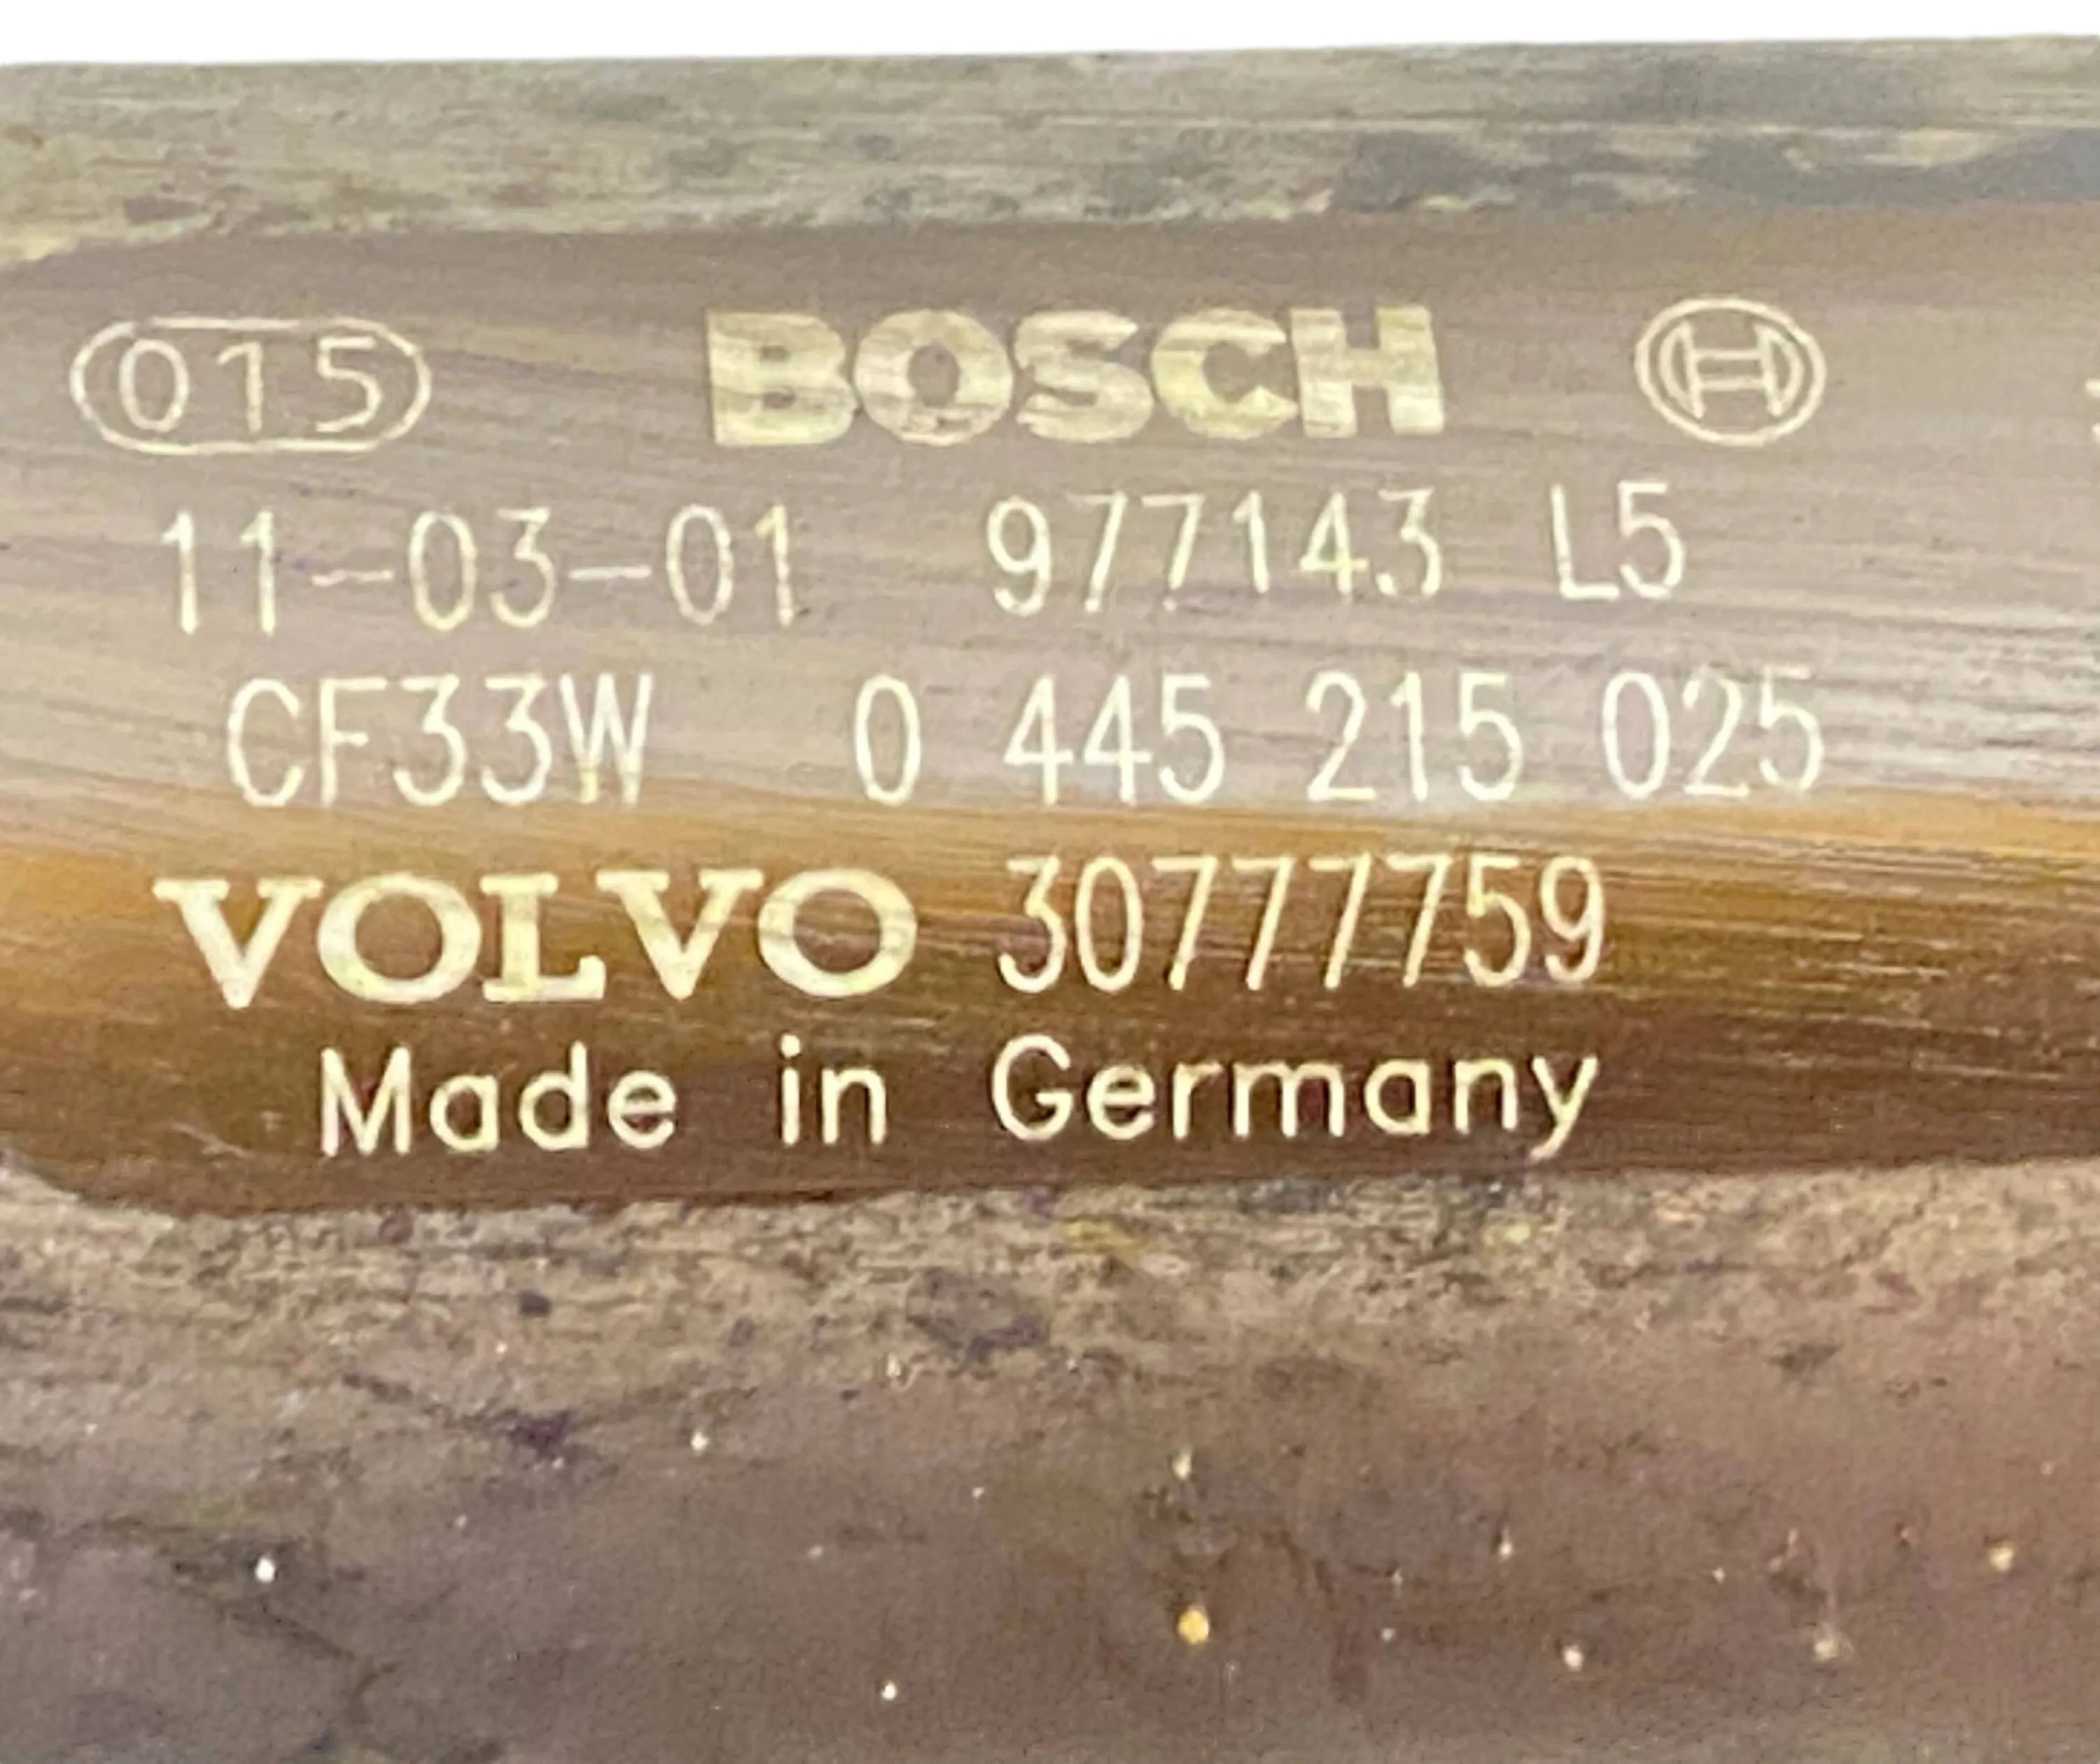 015 BOSCH
11-03-01 977143 L5
CF33W 0 445 215 025
VOLVO 30777759
Made in Germany